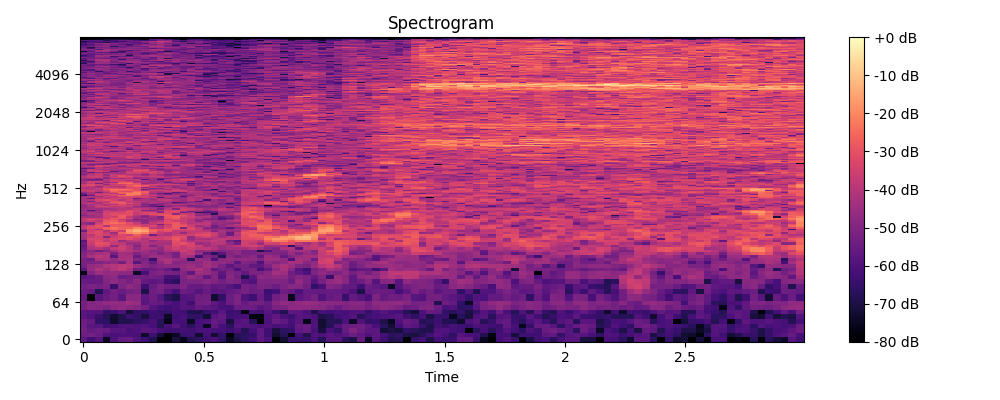 Spectrogram
Hz
4096
2048
1024
512
256
128
64
0
0
0.5
1
1.5
2
2.5
Time
+0 dB
-10 dB
-20 dB
-30 dB
-40 dB
-50 dB
-60 dB
-70 dB
-80 dB